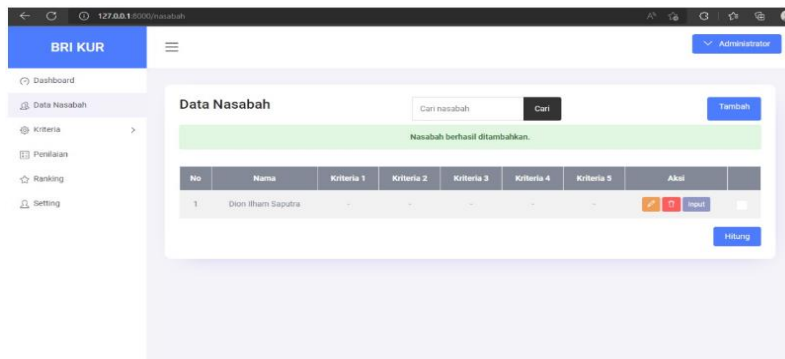 127.0.0.1:8000/nasabah
BRI KUR
Administrator
Dashboard
Data Nasabah
Kriteria
Penilaian
Ranking
Setting
Data Nasabah
Cari nasabah
Cari
Tambah
Nasabah berhasil ditambahkan.
No Nama Kriteria 1 Kriteria 2 Kriteria 3 Kriteria 4 Kriteria 5 Aksi
1 Dion Ilham Saputra - - - - - Input
Hitung